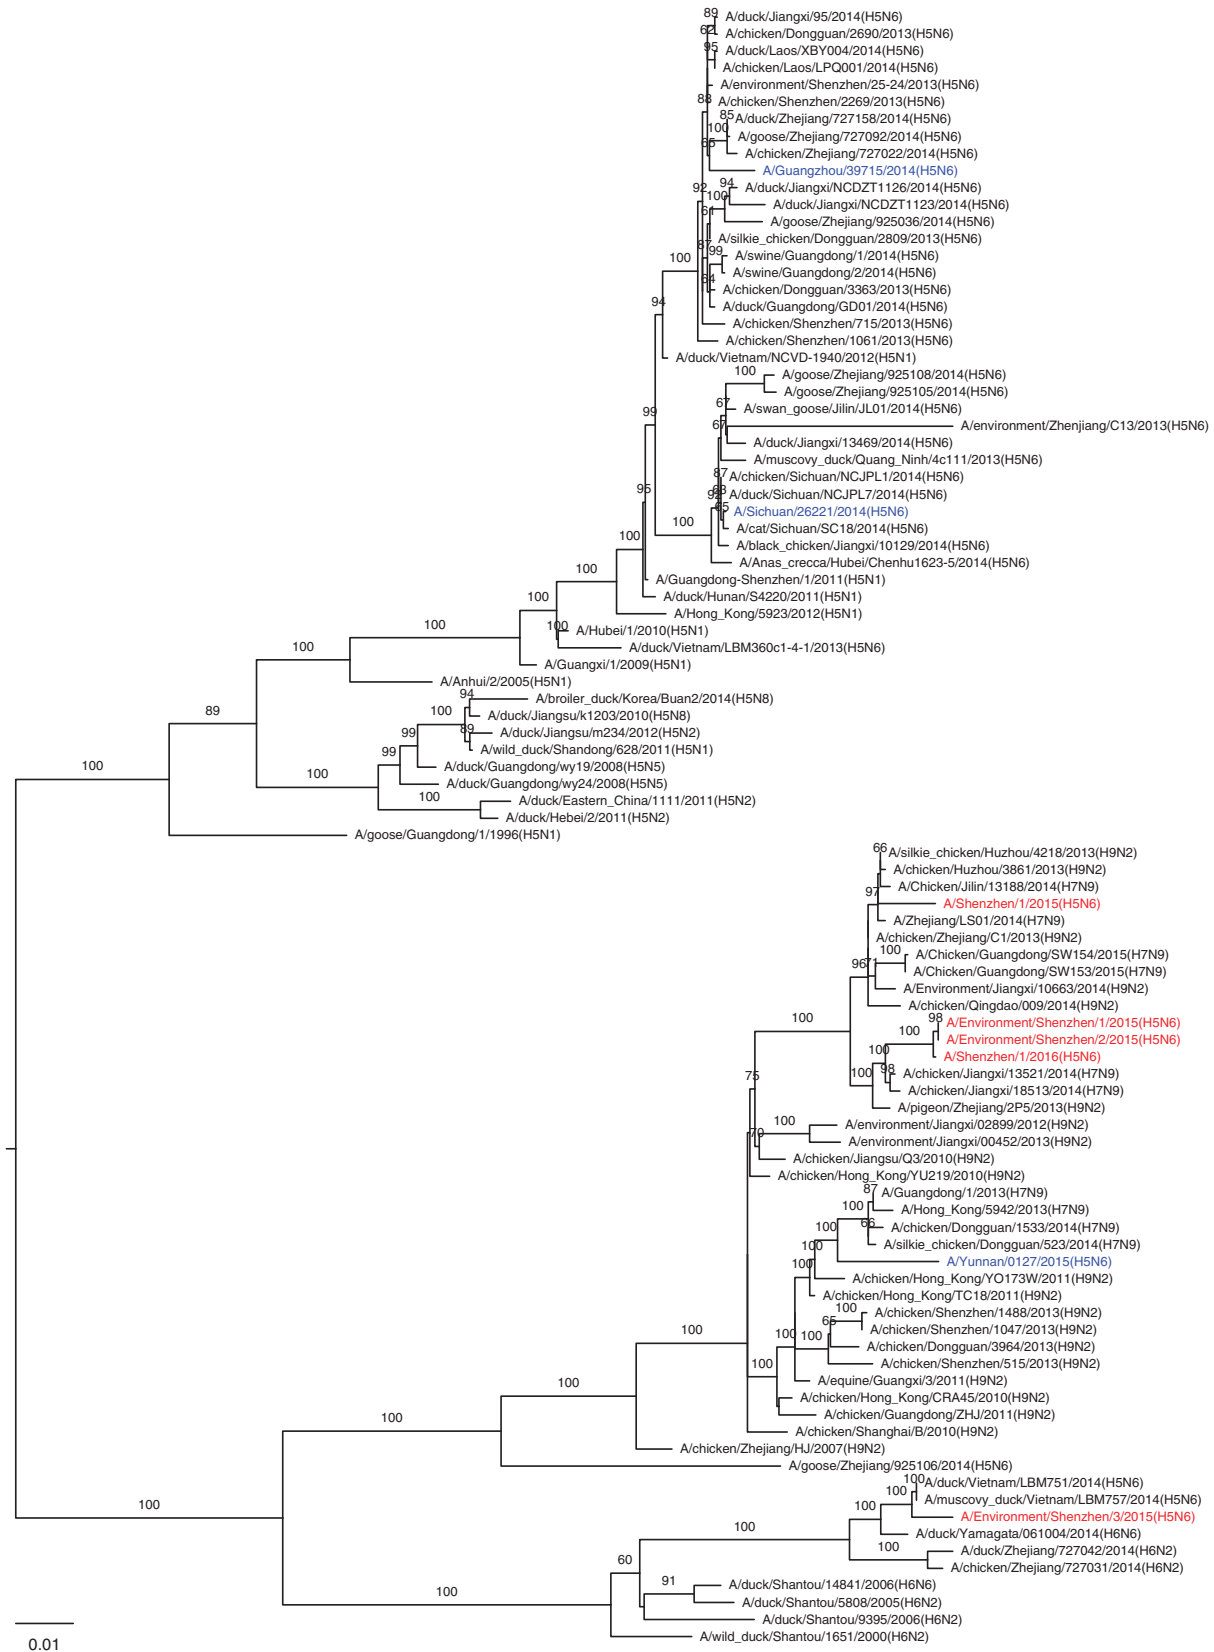 89
A/duck/Jiangxi/95/2014(H5N6)
62
A/chicken/Dongguan/2690/2013(H5N6)
95
A/duck/Laos/XBY004/2014(H5N6)
A/chicken/Laos/LPQ001/2014(H5N6)
A/environment/Shenzhen/25-24/2013(H5N6)
88
A/chicken/Shenzhen/2269/2013(H5N6)
85
A/duck/Zhejiang/727158/2014(H5N6)
100
A/goose/Zhejiang/727092/2014(H5N6)
65
A/chicken/Zhejiang/727022/2014(H5N6)
A/Guangzhou/39715/2014(H5N6)
92
94
A/duck/Jiangxi/NCDZT1126/2014(H5N6)
100
A/duck/Jiangxi/NCDZT1123/2014(H5N6)
61
A/goose/Zhejiang/925036/2014(H5N6)
A/silkie_chicken/Dongguan/2809/2013(H5N6)
87
99
A/swine/Guangdong/1/2014(H5N6)
100
A/swine/Guangdong/2/2014(H5N6)
64
A/chicken/Dongguan/3363/2013(H5N6)
94
A/duck/Guangdong/GD01/2014(H5N6)
A/chicken/Shenzhen/715/2013(H5N6)
A/chicken/Shenzhen/1061/2013(H5N6)
A/duck/Vietnam/NCVD-1940/2012(H5N1)
100
A/goose/Zhejiang/925108/2014(H5N6)
A/goose/Zhejiang/925105/2014(H5N6)
67
A/swan_goose/Jilin/JL01/2014(H5N6)
99
67
A/environment/Zhenjiang/C13/2013(H5N6)
A/duck/Jiangxi/13469/2014(H5N6)
A/muscovy_duck/Quang_Ninh/4c111/2013(H5N6)
87
A/chicken/Sichuan/NCJPL1/2014(H5N6)
95
92
63
A/duck/Sichuan/NCJPL7/2014(H5N6)
65
A/Sichuan/26221/2014(H5N6)
100
A/cat/Sichuan/SC18/2014(H5N6)
100
A/black_chicken/Jiangxi/10129/2014(H5N6)
A/Anas_crecca/Hubei/Chenhu1623-5/2014(H5N6)
100
A/Guangdong-Shenzhen/1/2011(H5N1)
A/duck/Hunan/S4220/2011(H5N1)
100
A/Hong_Kong/5923/2012(H5N1)
100
100
A/Hubei/1/2010(H5N1)
100
A/duck/Vietnam/LBM360c1-4-1/2013(H5N6)
A/Guangxi/1/2009(H5N1)
A/Anhui/2/2005(H5N1)
94
A/broiler_duck/Korea/Buan2/2014(H5N8)
89
100
A/duck/Jiangsu/k1203/2010(H5N8)
99
89
A/duck/Jiangsu/m234/2012(H5N2)
99
A/wild_duck/Shandong/628/2011(H5N1)
100
A/duck/Guangdong/wy19/2008(H5N5)
100
A/duck/Guangdong/wy24/2008(H5N5)
100
A/duck/Eastern_China/1111/2011(H5N2)
A/duck/Hebei/2/2011(H5N2)
A/goose/Guangdong/1/1996(H5N1)
66
A/silkie_chicken/Huzhou/4218/2013(H9N2)
A/chicken/Huzhou/3861/2013(H9N2)
97
A/Chicken/Jilin/13188/2014(H7N9)
A/Shenzhen/1/2015(H5N6)
A/Zhejiang/LS01/2014(H7N9)
A/chicken/Zhejiang/C1/2013(H9N2)
100
A/Chicken/Guangdong/SW154/2015(H7N9)
96
71
A/Chicken/Guangdong/SW153/2015(H7N9)
A/Environment/Jiangxi/10663/2014(H9N2)
A/chicken/Qingdao/009/2014(H9N2)
100
98
A/Environment/Shenzhen/1/2015(H5N6)
100
A/Environment/Shenzhen/2/2015(H5N6)
100
A/Shenzhen/1/2016(H5N6)
75
100
98
A/chicken/Jiangxi/13521/2014(H7N9)
A/chicken/Jiangxi/18513/2014(H7N9)
A/pigeon/Zhejiang/2P5/2013(H9N2)
70
100
A/environment/Jiangxi/02899/2012(H9N2)
A/environment/Jiangxi/00452/2013(H9N2)
A/chicken/Jiangsu/Q3/2010(H9N2)
A/chicken/Hong_Kong/YU219/2010(H9N2)
87
A/Guangdong/1/2013(H7N9)
100
A/Hong_Kong/5942/2013(H7N9)
100
66
A/chicken/Dongguan/1533/2014(H7N9)
100
A/silkie_chicken/Dongguan/523/2014(H7N9)
100
A/Yunnan/0127/2015(H5N6)
A/chicken/Hong_Kong/YO173W/2011(H9N2)
A/chicken/Hong_Kong/TC18/2011(H9N2)
100
A/chicken/Shenzhen/1488/2013(H9N2)
65
A/chicken/Shenzhen/1047/2013(H9N2)
100
100
100
A/chicken/Dongguan/3964/2013(H9N2)
100
A/chicken/Shenzhen/515/2013(H9N2)
A/equine/Guangxi/3/2011(H9N2)
100
A/chicken/Hong_Kong/CRA45/2010(H9N2)
100
A/chicken/Guangdong/ZHJ/2011(H9N2)
A/chicken/Shanghai/B/2010(H9N2)
A/chicken/Zhejiang/HJ/2007(H9N2)
A/goose/Zhejiang/925106/2014(H5N6)
100
100
A/duck/Vietnam/LBM751/2014(H5N6)
100
A/muscovy_duck/Vietnam/LBM757/2014(H5N6)
100
A/Environment/Shenzhen/3/2015(H5N6)
100
A/duck/Yamagata/061004/2014(H6N6)
100
A/duck/Zhejiang/727042/2014(H6N2)
60
A/chicken/Zhejiang/727031/2014(H6N2)
91
A/duck/Shantou/14841/2006(H6N6)
100
A/duck/Shantou/5808/2005(H6N2)
A/duck/Shantou/9395/2006(H6N2)
A/wild_duck/Shantou/1651/2000(H6N2)
0.01